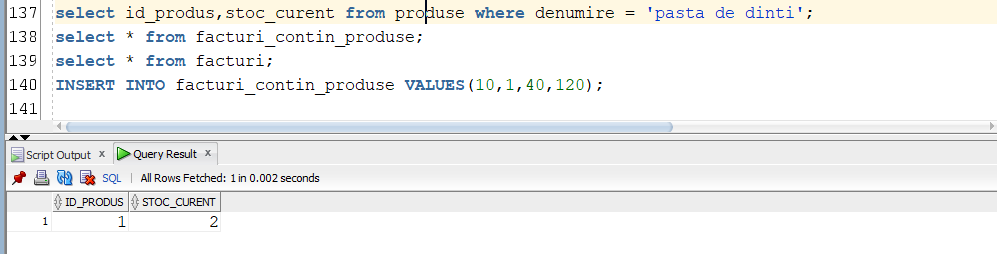 137 select id_produs,stoc_curent from produse where denumire = 'pasta de dinti';
138 select * from facturi_contin_produse;
139 select * from facturi;
140 INSERT INTO facturi_contin_produse VALUES(10,1,40,120);
141
Script Output x Query Result x
SQL | All Rows Fetched: 1 in 0.002 seconds
ID_PRODUS STOC_CURENT
1 1 2